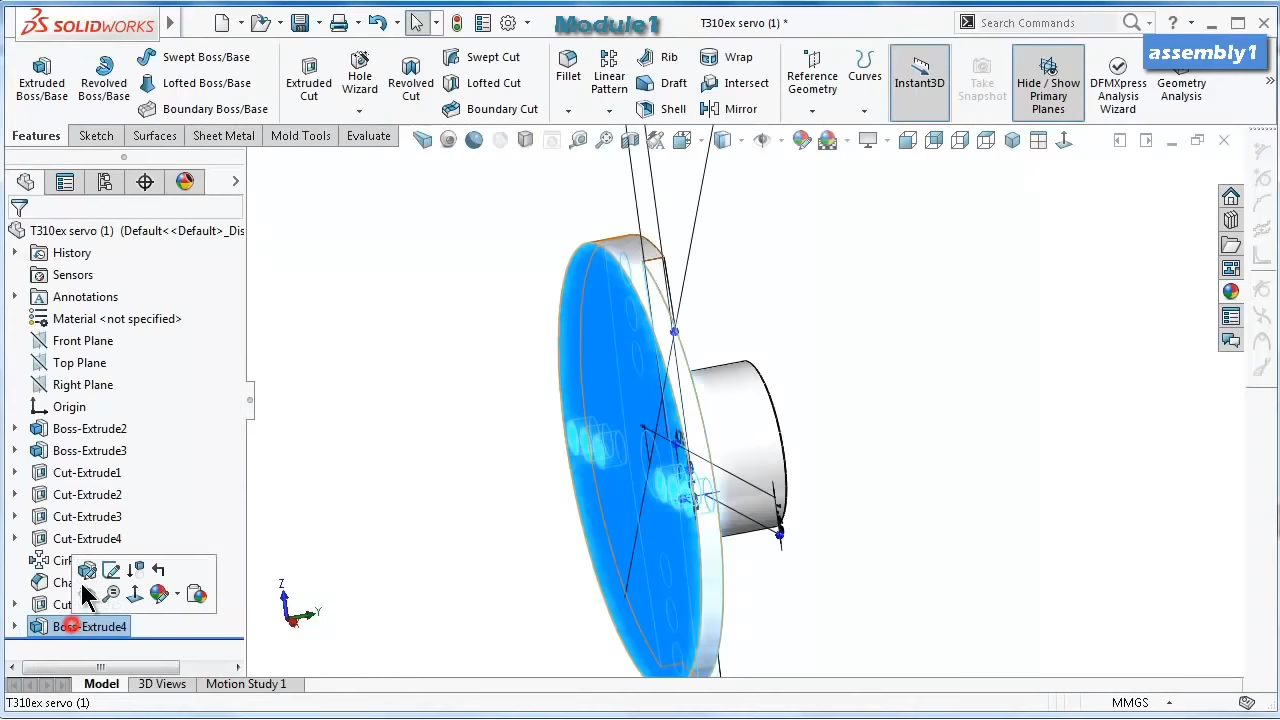 SOLIDWORKS
Module1
T310ex servo (1) *
Search Commands
assembly1
Extruded Boss/Base
Revolved Boss/Base
Swept Boss/Base
Lofted Boss/Base
Boundary Boss/Base
Extruded Cut
Hole Wizard
Revolved Cut
Swept Cut
Lofted Cut
Boundary Cut
Fillet
Linear Pattern
Rib
Draft
Shell
Wrap
Intersect
Mirror
Reference Geometry
Curves
Instant3D
Take Snapshot
Hide / Show Primary Planes
DFMXpress Analysis Wizard
Geometry Analysis
Features
Sketch
Surfaces
Sheet Metal
Mold Tools
Evaluate
T310ex servo (1) (Default<<Default>_Dis
History
Sensors
Annotations
Material <not specified>
Front Plane
Top Plane
Right Plane
Origin
Boss-Extrude2
Boss-Extrude3
Cut-Extrude1
Cut-Extrude2
Cut-Extrude3
Cut-Extrude4
Boss-Extrude4
Z
Y
Model
3D Views
Motion Study 1
T310ex servo (1)
MMGS